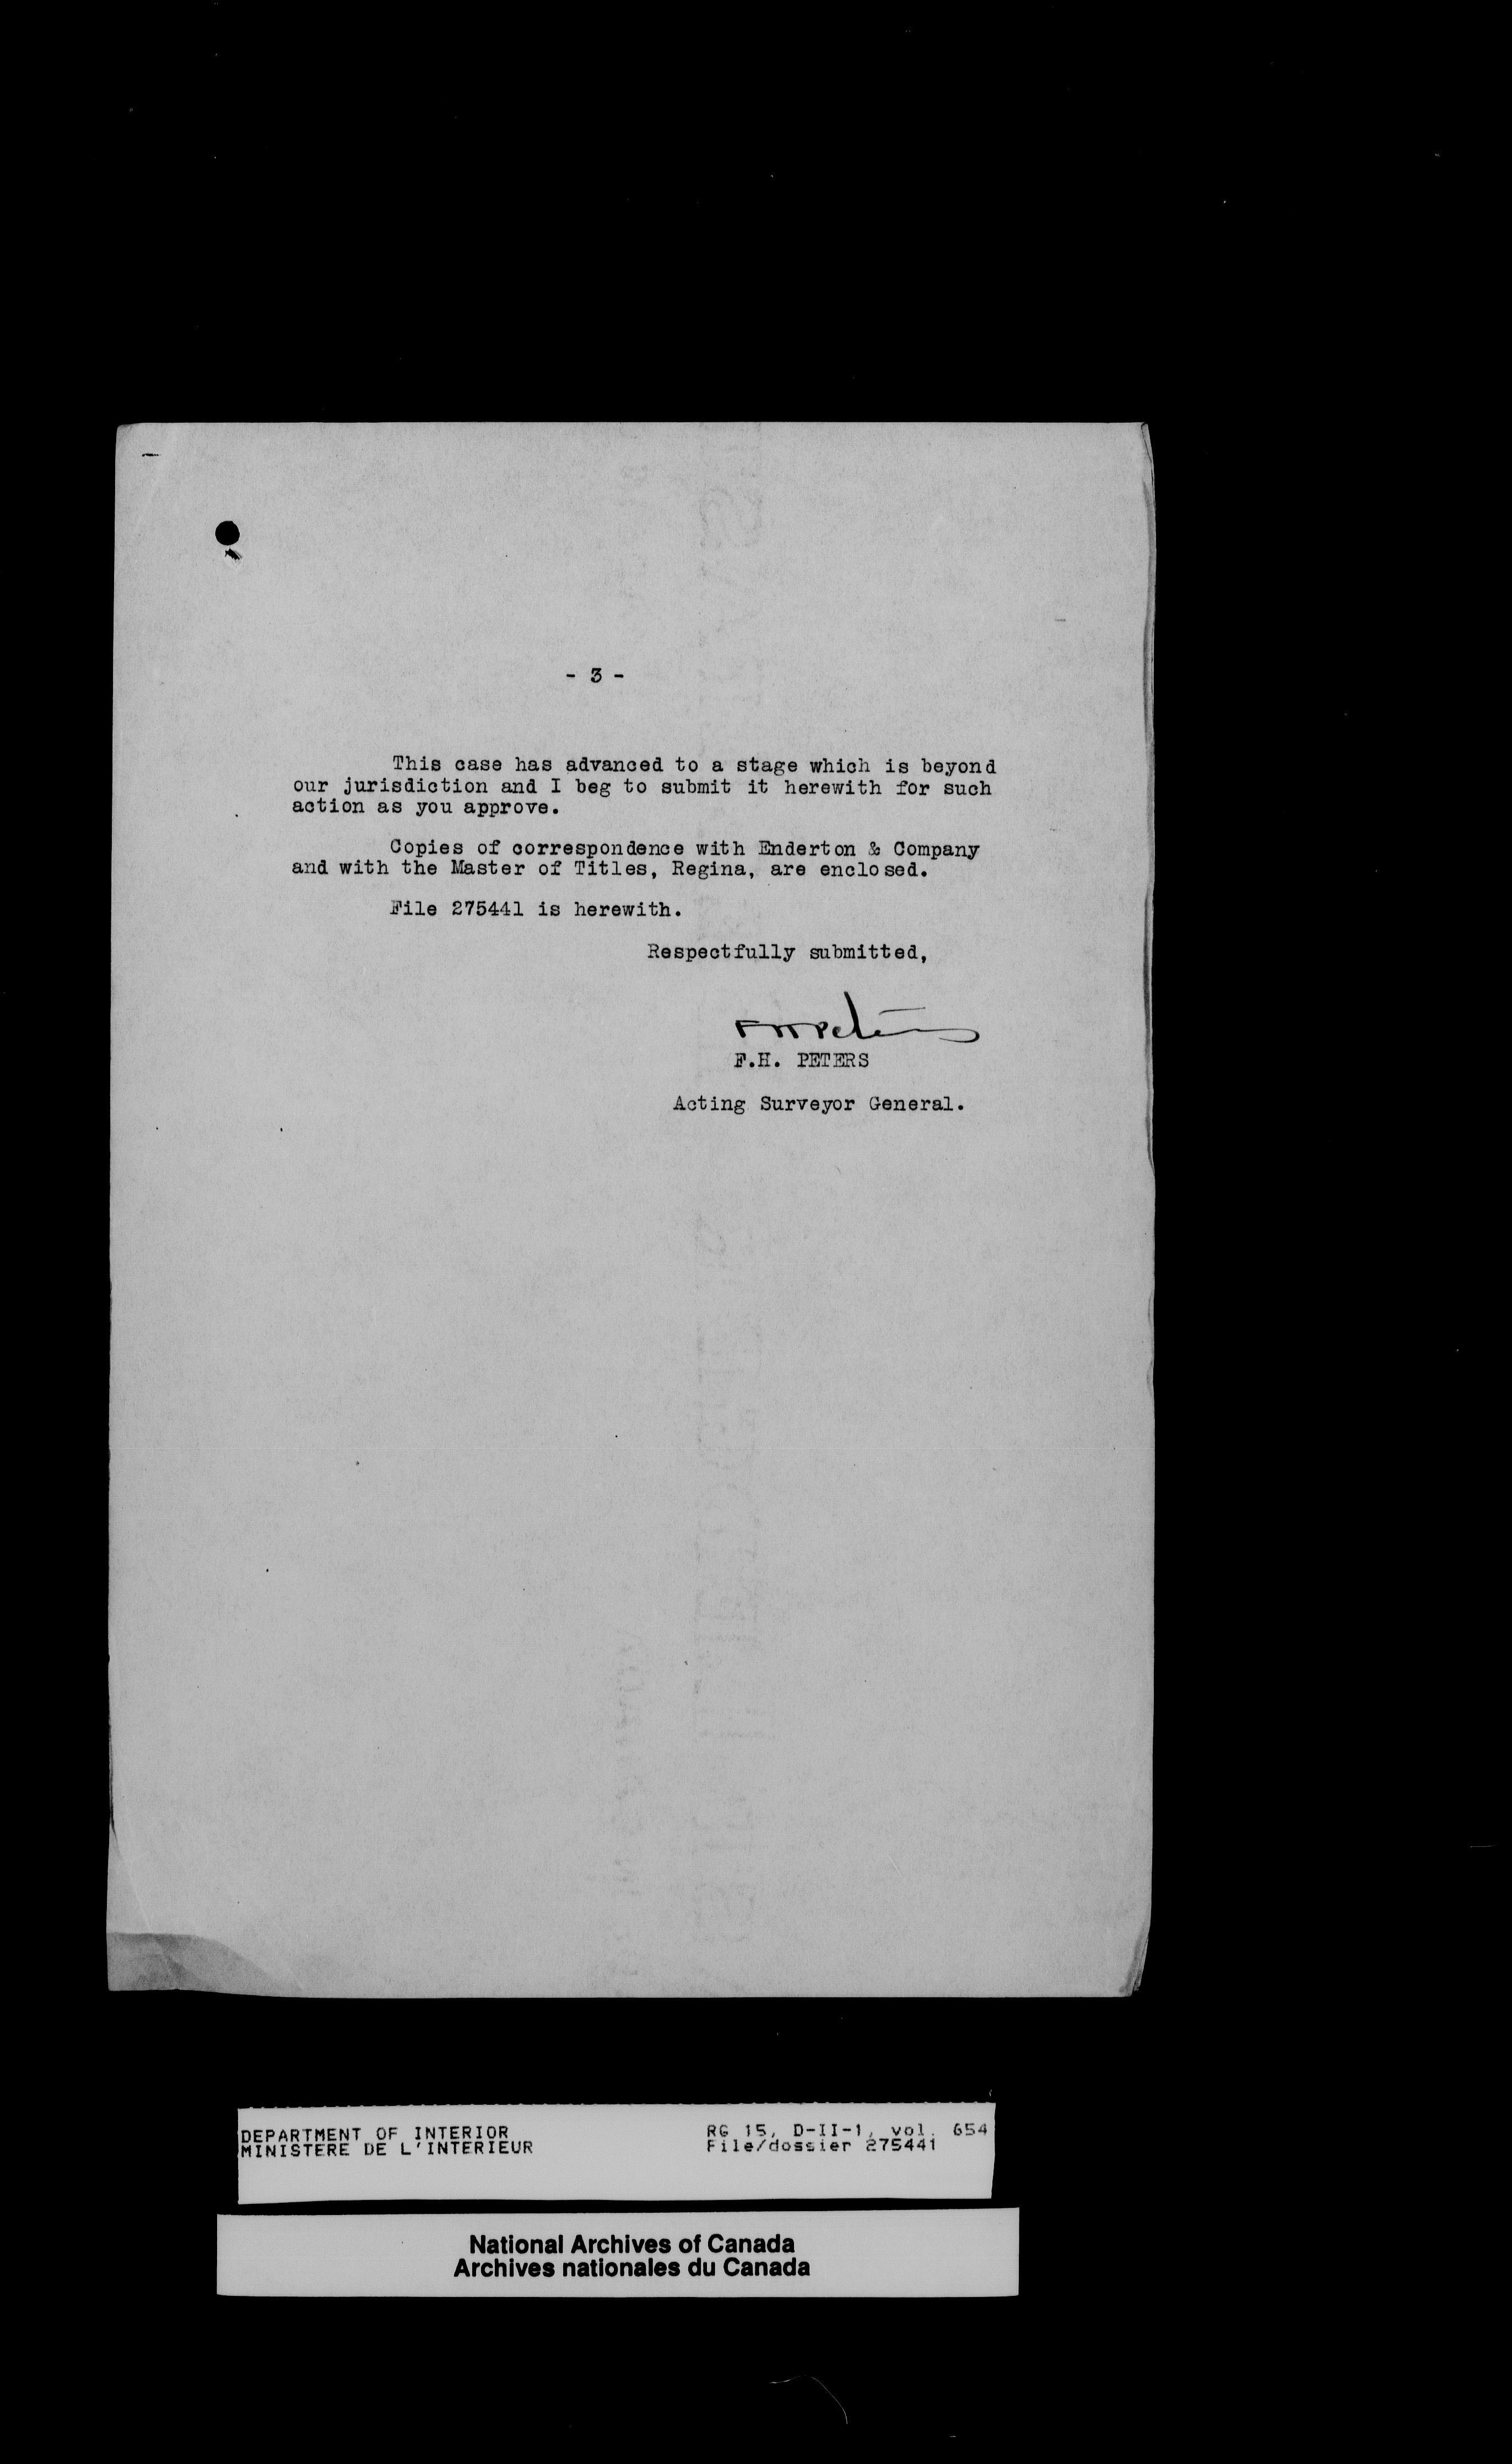 - 3 -
This case has advanced to a stage which is beyond
our jurisdiction and I beg to submit it herewith for such
action as you approve.
Copies of correspondence with Enderton & Company
and with the Master of Titles, Regina, are enclosed.
File 275441 is herewith.
Respectfully submitted,
F H Peters
F.H. PETERS
Acting Surveyor General.
DEPARTMENT OF INTERIOR
MINISTERE DE L'INTERIEUR
RG 15, D-II-1, vol. 654
File/dossier 275441
National Archives of Canada
Archives nationales du Canada